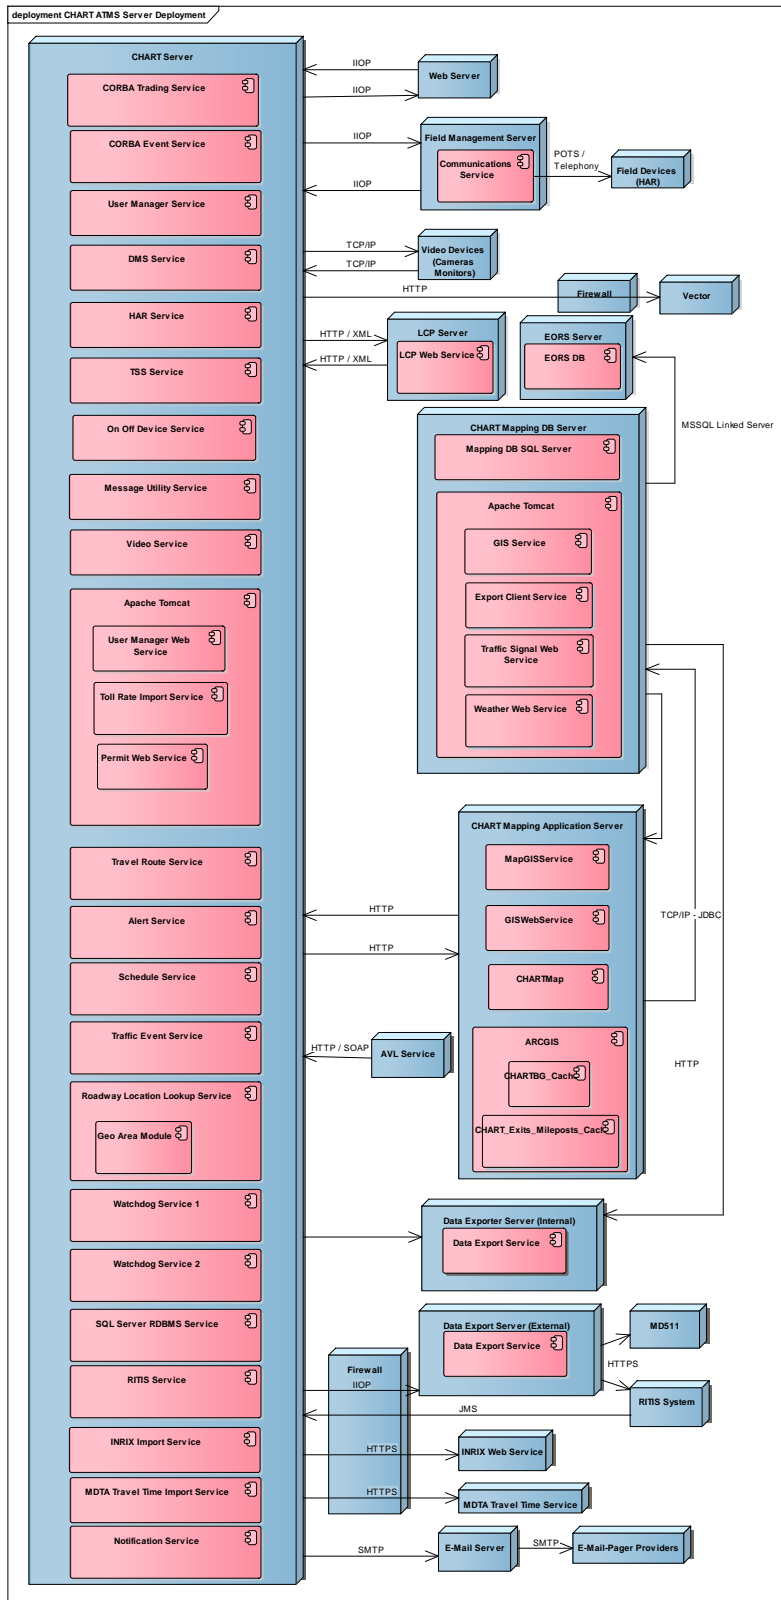 deployment CHART ATMS Server Deployment
CHART Server
CORBA Trading Service
CORBA Event Service
User Manager Service
DMS Service
HAR Service
TSS Service
On Off Device Service
Message Utility Service
Video Service
Apache Tomcat
User Manager Web
Service
Toll Rate Import Service
Permit Web Service
Travel Route Service
Alert Service
Schedule Service
Traffic Event Service
Roadway Location Lookup Service
Geo Area Module
Watchdog Service 1
Watchdog Service 2
SQL Server RDBMS Service
RITIS Service
INRIX Import Service
MDTA Travel Time Import Service
Notification Service
IIOP
IIOP
Web Server
IIOP
IIOP
Field Management Server
Communications
Service
POTS /
Telephony
Field Devices
(HAR)
TCP/IP
TCP/IP
Video Devices
(Cameras
Monitors)
HTTP
Firewall
Vector
HTTP / XML
HTTP / XML
LCP Server
LCP Web Service
EORS Server
EORS DB
MSSQL Linked Server
CHART Mapping DB Server
Mapping DB SQL Server
Apache Tomcat
GIS Service
Export Client Service
Traffic Signal Web
Service
Weather Web Service
CHART Mapping Application Server
MapGISService
GISWebService
CHARTMap
ARCGIS
CHARTBG_Cache
CHART_Exits_Mileposts_Cache
HTTP
HTTP
TCP/IP - JDBC
HTTP
HTTP / SOAP
AVL Service
Data Exporter Server (Internal)
Data Export Service
Data Export Server (External)
Data Export Service
MD511
HTTPS
RITIS System
Firewall
IIOP
JMS
HTTPS
INRIX Web Service
HTTPS
MDTA Travel Time Service
SMTP
E-Mail Server
SMTP
E-Mail-Pager Providers